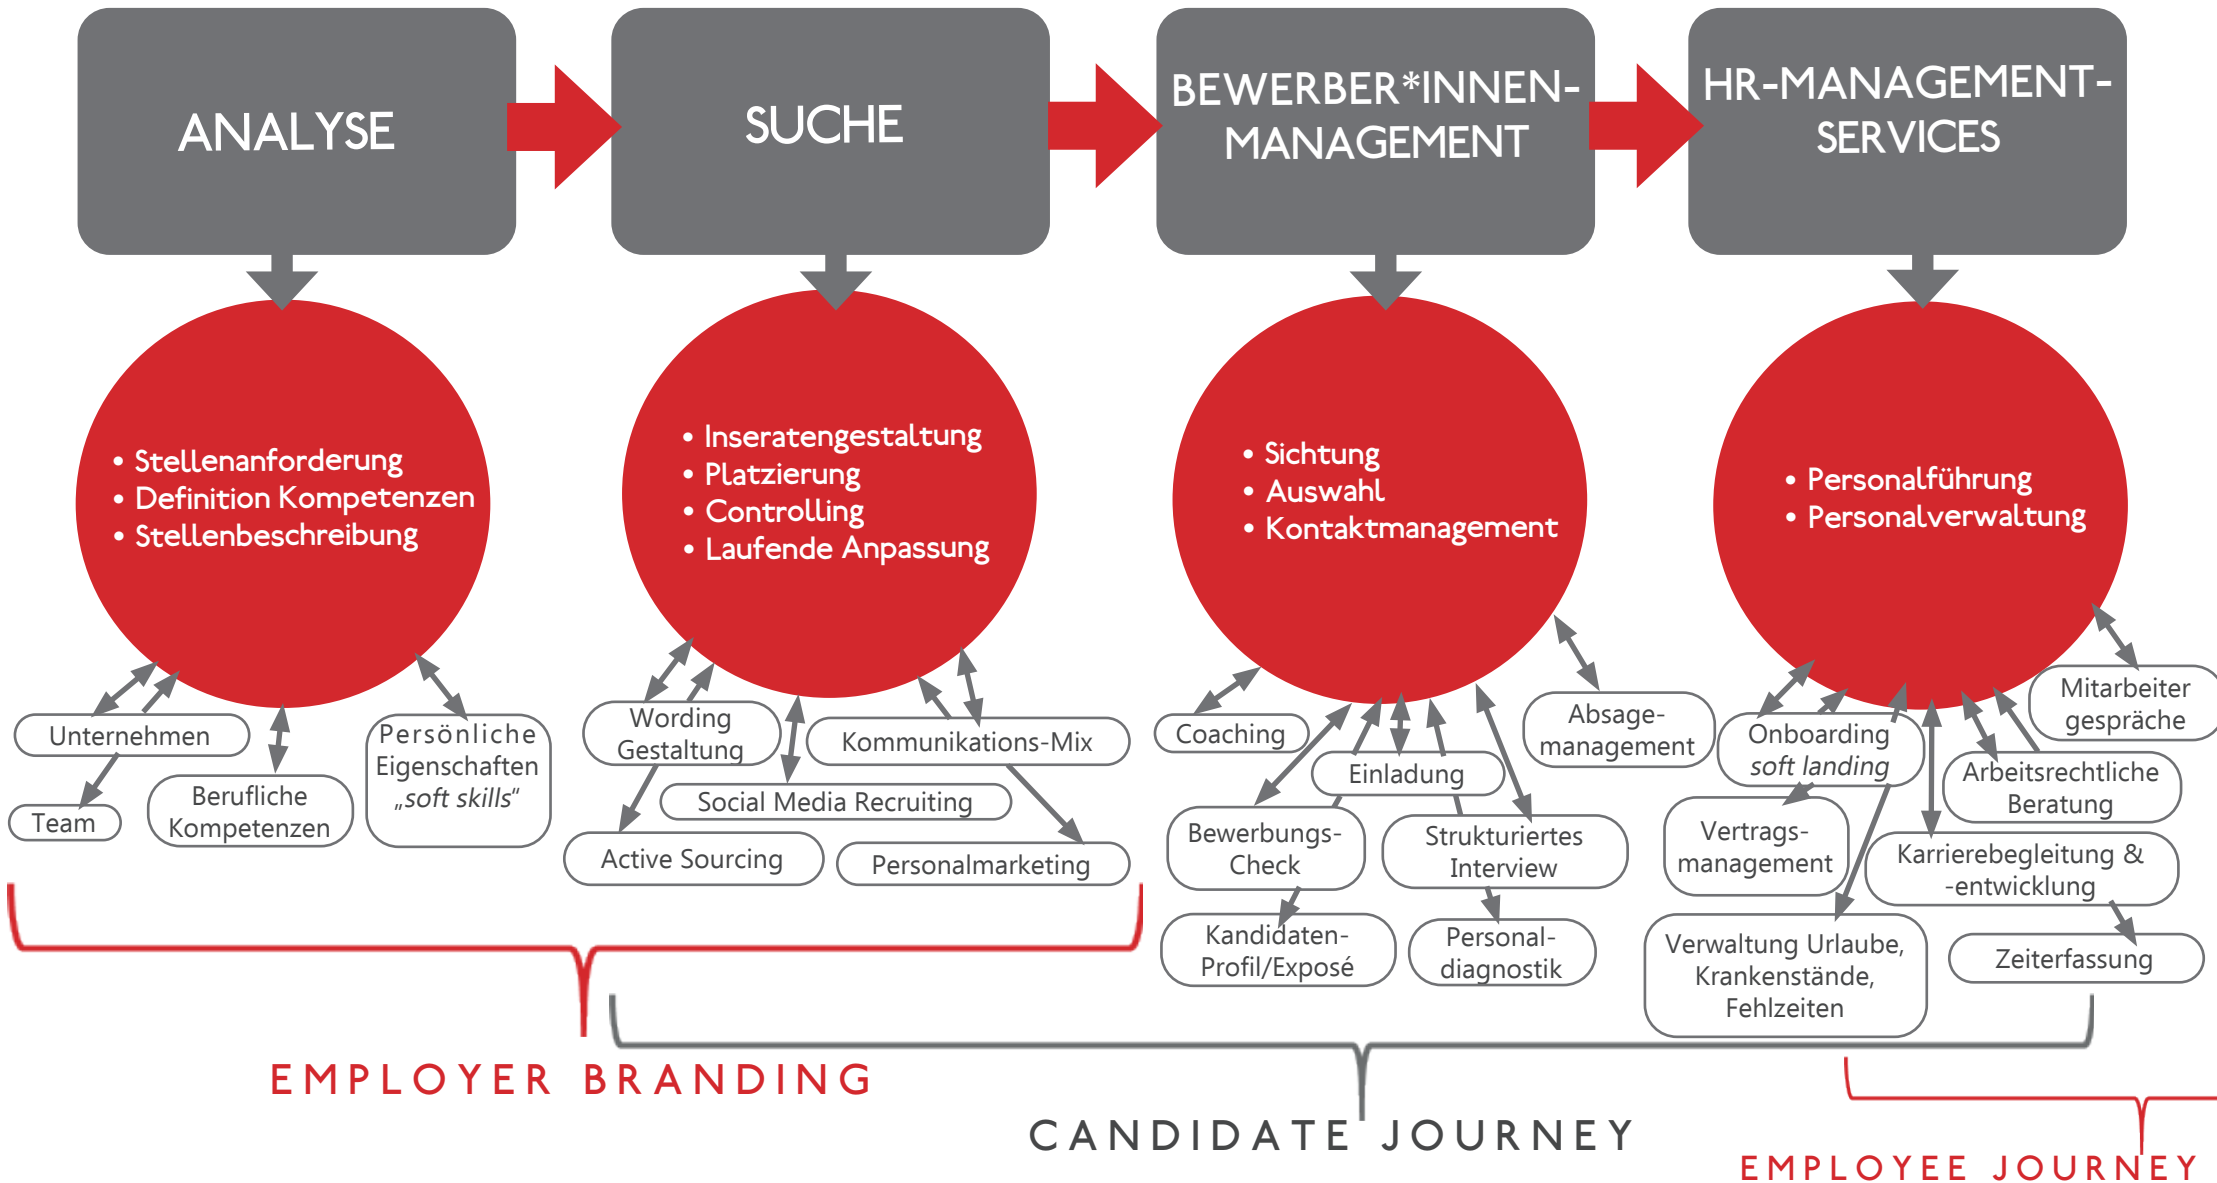 ANALYSE
SUCHE
BEWERBER*INNEN-
MANAGEMENT
HR-MANAGEMENT-
SERVICES
• Stellenanforderung
• Definition Kompetenzen
• Stellenbeschreibung
• Inseratengestaltung
• Platzierung
• Controlling
• Laufende Anpassung
• Sichtung
• Auswahl
• Kontaktmanagement
• Personalführung
• Personalverwaltung
Unternehmen
Team
Berufliche
Kompetenzen
Persönliche
Eigenschaften
„soft skills“
Wording
Gestaltung
Kommunikations-Mix
Social Media Recruiting
Active Sourcing
Personalmarketing
Coaching
Einladung
Absage-
management
Bewerbungs-
Check
Strukturiertes
Interview
Kandidaten-
Profil/Exposé
Personal-
diagnostik
Mitarbeiter
gespräche
Onboarding
soft landing
Arbeitsrechtliche
Beratung
Vertrags-
management
Karrierebegleitung &
-entwicklung
Verwaltung Urlaube,
Krankenstände,
Fehlzeiten
Zeiterfassung
EMPLOYER BRANDING
CANDIDATE JOURNEY
EMPLOYEE JOURNEY